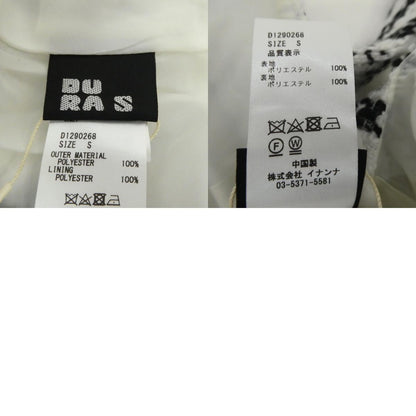 DU
RA S
D1290268
SIZE S
OUTER MATERIAL
POLYESTER 100%
LINING
POLYESTER 100%
D1290268
SIZE S
品質表示
表地
ポリエステル 100%
裏地
ポリエステル 100%
F W
中国製
株式会社 イナンナ
03-5371-5581